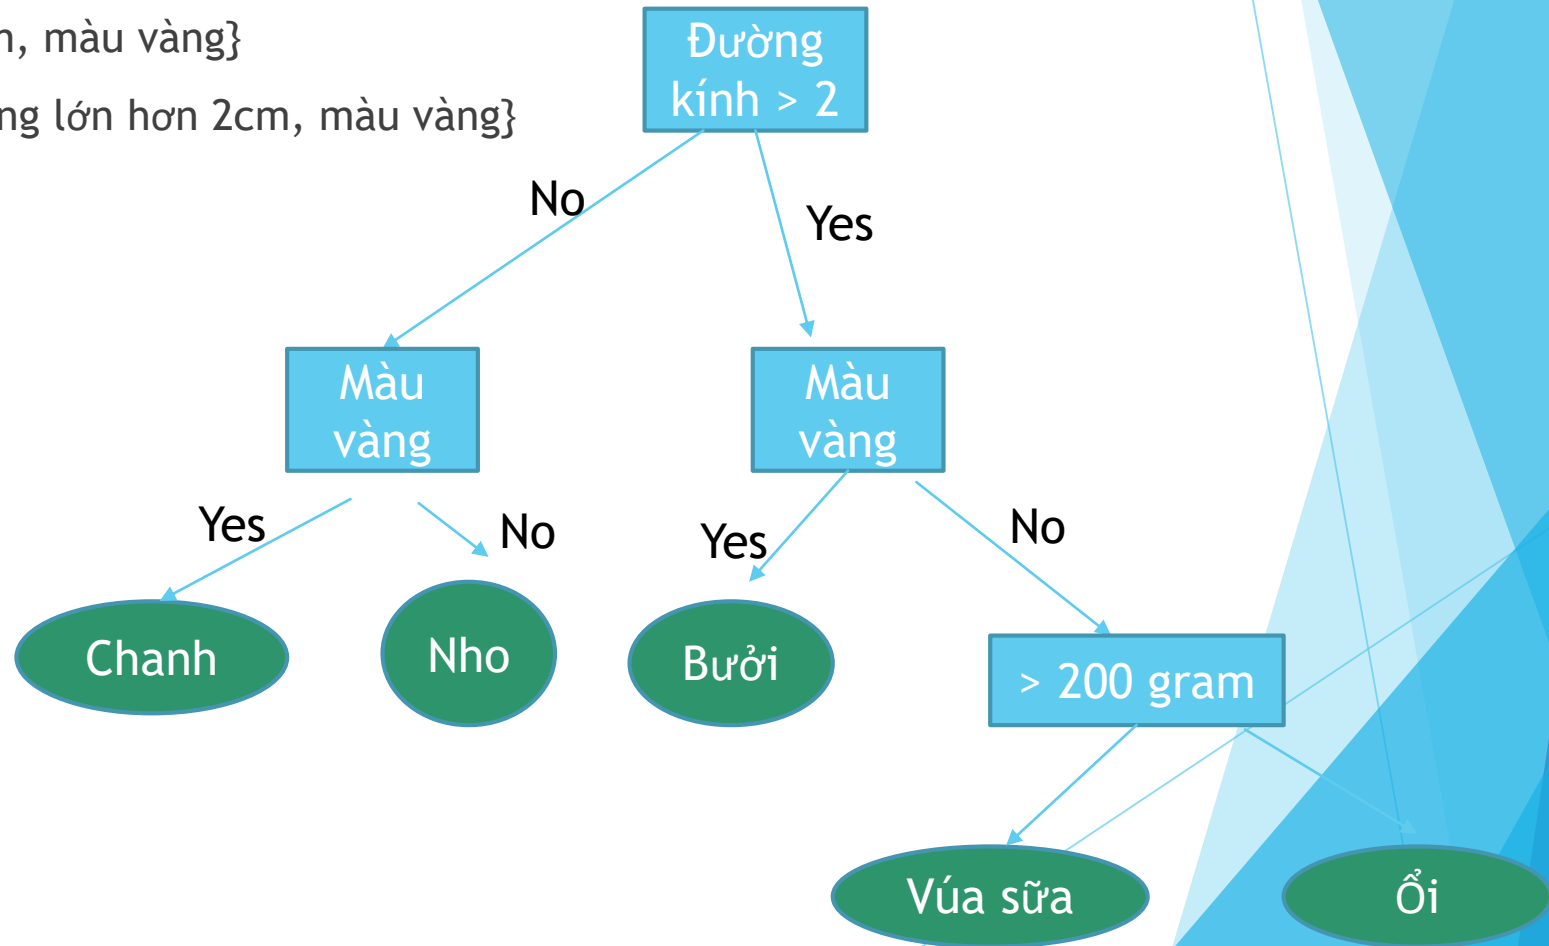 n, màu vàng}
ng lớn hơn 2cm, màu vàng}
Đường
kính > 2
No
Yes
Màu
vàng
Màu
vàng
Yes
No
Yes
No
Chanh
Nho
Bưởi
> 200 gram
Vúa sữa
Ổi